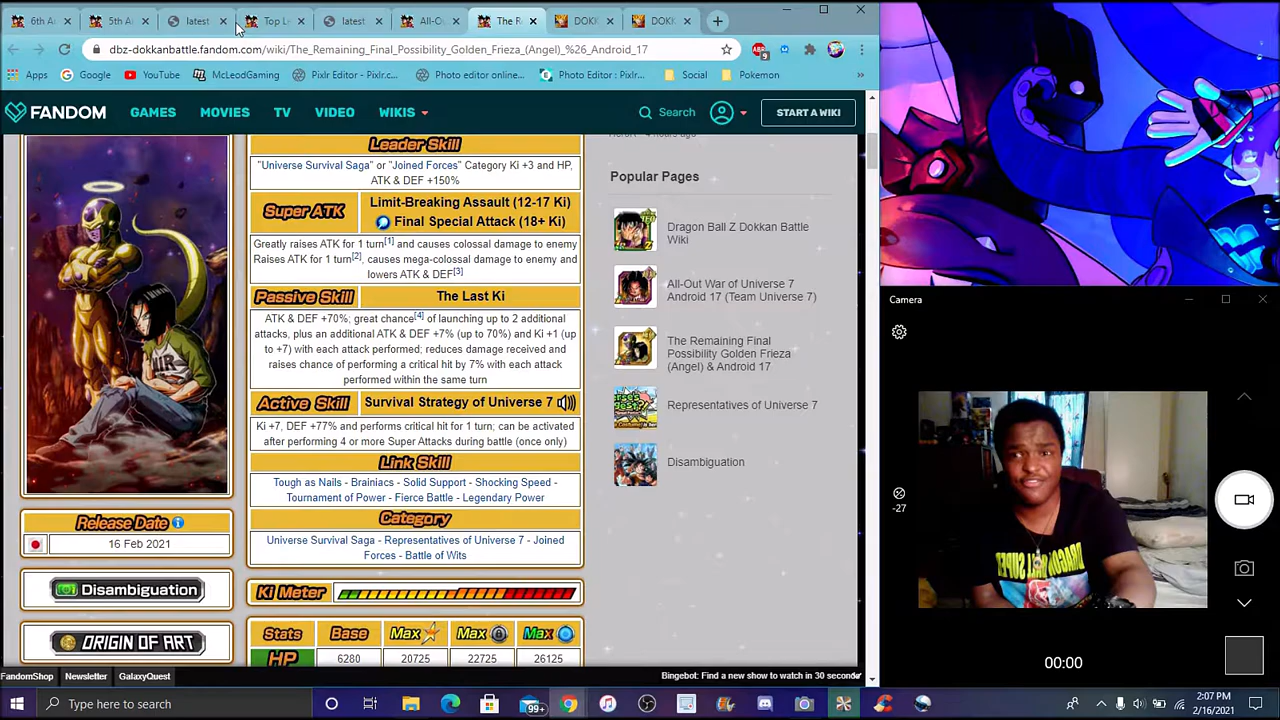 6th A
5th A
latest
Top L
latest
All-Ou
The R
DOKK
DOKK
dbz-dokkanbattle.fandom.com/wiki/The_Remaining_Final_Possibility_Golden_Frieza_(Angel)_%26_Android_17
Apps
Google
YouTube
McLeodGaming
Pixlr Editor - Pixlr.c...
Photo editor online...
Photo Editor : Pixlr...
Social
Pokemon
»
FANDOM
GAMES
MOVIES
TV
VIDEO
WIKIS
Search
START A WIKI
Leader Skill
"Universe Survival Saga" or "Joined Forces" Category Ki +3 and HP,
ATK & DEF +150%
Super ATK
Limit-Breaking Assault (12-17 Ki)
Final Special Attack (18+ Ki)
Greatly raises ATK for 1 turn[1] and causes colossal damage to enemy
Raises ATK for 1 turn[2], causes mega-colossal damage to enemy and
lowers ATK & DEF[3]
Passive Skill
The Last Ki
ATK & DEF +70%; great chance[4] of launching up to 2 additional
attacks, plus an additional ATK & DEF +7% (up to 70%) and Ki +1 (up
to +7) with each attack performed; reduces damage received and
raises chance of performing a critical hit by 7% with each attack
performed within the same turn
Active Skill
Survival Strategy of Universe 7
Ki +7, DEF +77% and performs critical hit for 1 turn; can be activated
after performing 4 or more Super Attacks during battle (once only)
Link Skill
Tough as Nails - Brainiacs - Solid Support - Shocking Speed -
Tournament of Power - Fierce Battle - Legendary Power
Category
Universe Survival Saga - Representatives of Universe 7 - Joined
Forces - Battle of Wits
Release Date
16 Feb 2021
Disambiguation
ORIGIN OF ART
Ki Meter
Stats
Base
Max
Max
Max
HP
6280
20725
22725
26125
Popular Pages
Dragon Ball Z Dokkan Battle
Wiki
All-Out War of Universe 7
Android 17 (Team Universe 7)
The Remaining Final
Possibility Golden Frieza
(Angel) & Android 17
Representatives of Universe 7
Disambiguation
FandomShop
Newsletter
GalaxyQuest
Bingebot: Find a new show to watch in 30 seconds
Camera
-27
00:00
Type here to search
99+
2:07 PM
2/16/2021